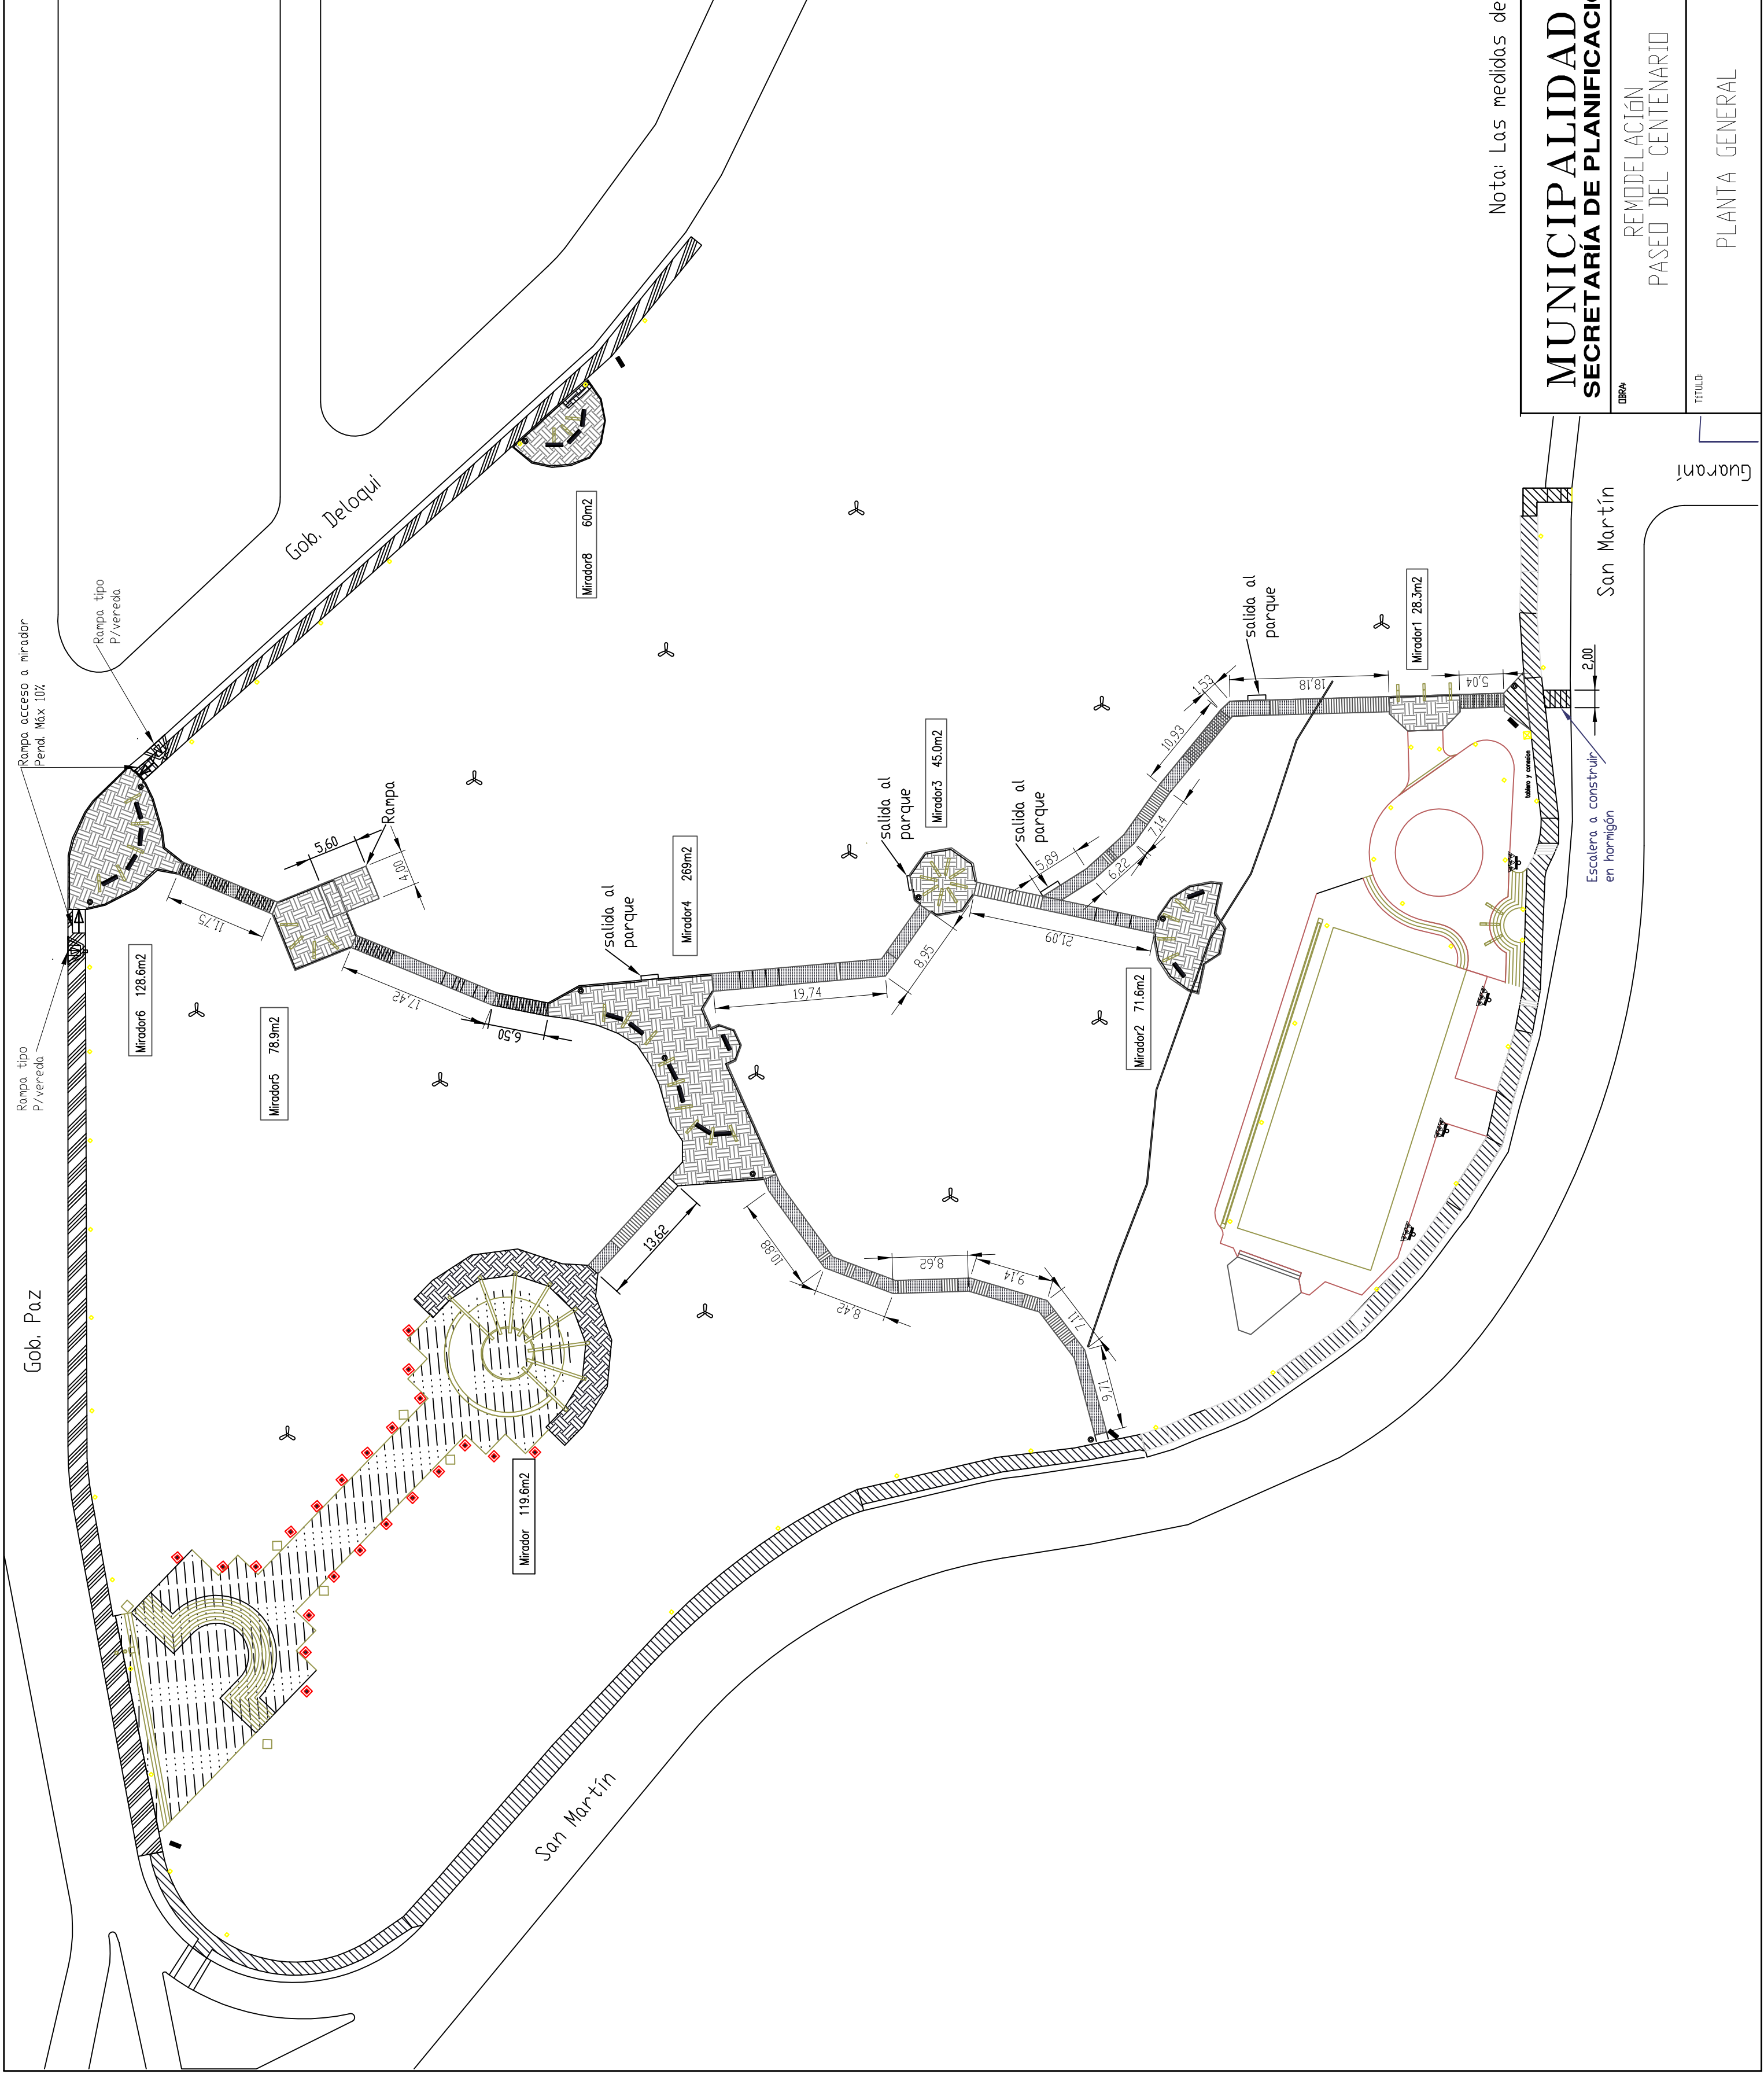 Nota: Las medidas de
MUNICIPALIDAD
SECRETARÍA DE PLANIFICACIO
OBRA:
REMODELACIÓN
PASEO DEL CENTENARIO
TITULO:
PLANTA GENERAL
Rampa acceso a mirador
Pend. Máx 10%
Rampa tipo
P/vereda
Gob. Deloqui
Rampa tipo
P/vereda
Gob. Paz
Mirador6 128.6m2
Mirador5 78.9m2
Mirador8 60m2
Rampa
5,60
4,00
11,75
17,42
6,50
salida al
parque
Mirador4 269m2
salida al
parque
Mirador3 45.0m2
salida al
parque
salida al
parque
Mirador1 28.3m2
Mirador2 71.6m2
Mirador 119.6m2
19,74
8,95
21,09
5,89
6,22
7,14
10,93
1,53
18,18
5,04
2,00
13,62
10,88
8,42
8,62
9,14
7,11
9,71
tablero y conexion
Escalera a construir
en hormigón
San Martín
Guaraní
San Martín